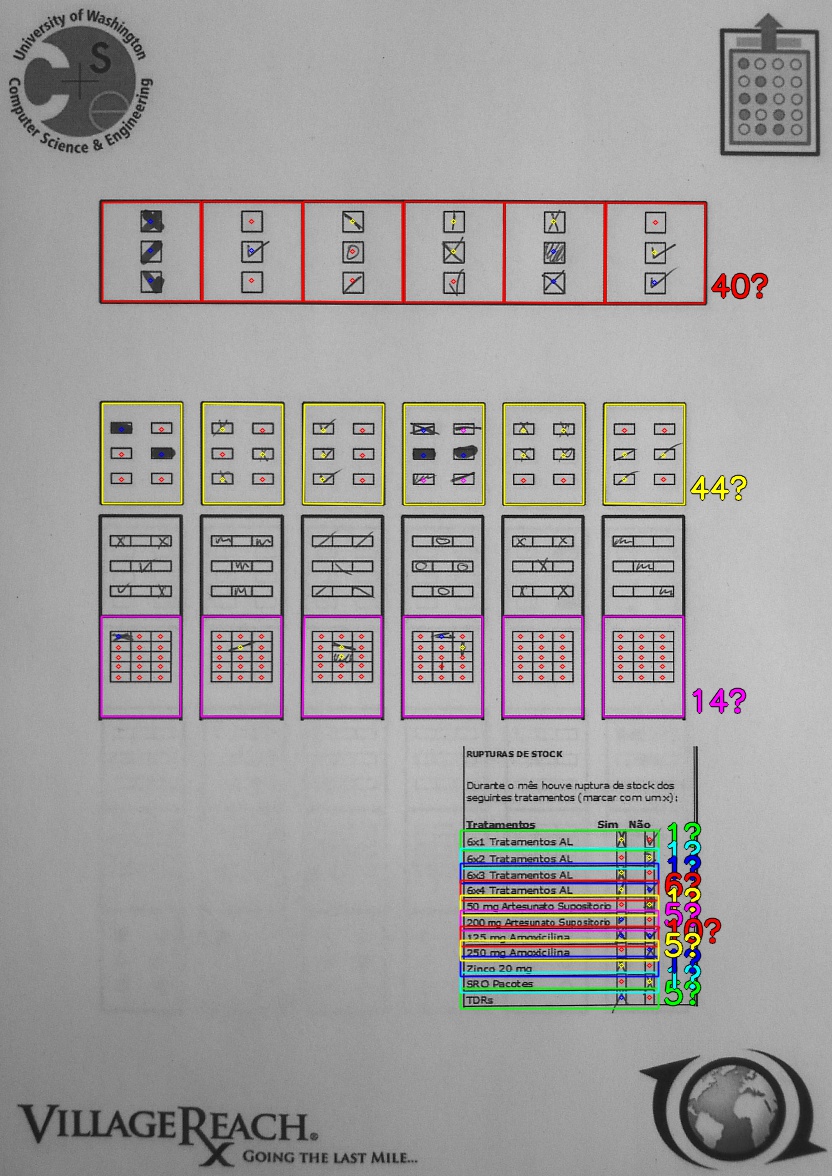 University of Washington
Computer Science & Engineering
CSe
40?
44?
14?
RUPTURAS DE STOCK
Durante o mês houve ruptura de stock dos
seguintes tratamentos (marcar com um x):
Tratamentos Sim Não
6x1 Tratamentos AL 1?
6x2 Tratamentos AL 1?
6x3 Tratamentos AL 1?
6x4 Tratamentos AL 6?
50 mg Artesunato Supositorio 1?
200 mg Artesunato Supositorio 5?
125 mg Amoxicilina 10?
250 mg Amoxicilina 5?
Zinco 20 mg 1?
SRO Pacotes 1?
TDRs 5?
VILLAGEREACH®
Rx GOING THE LAST MILE...